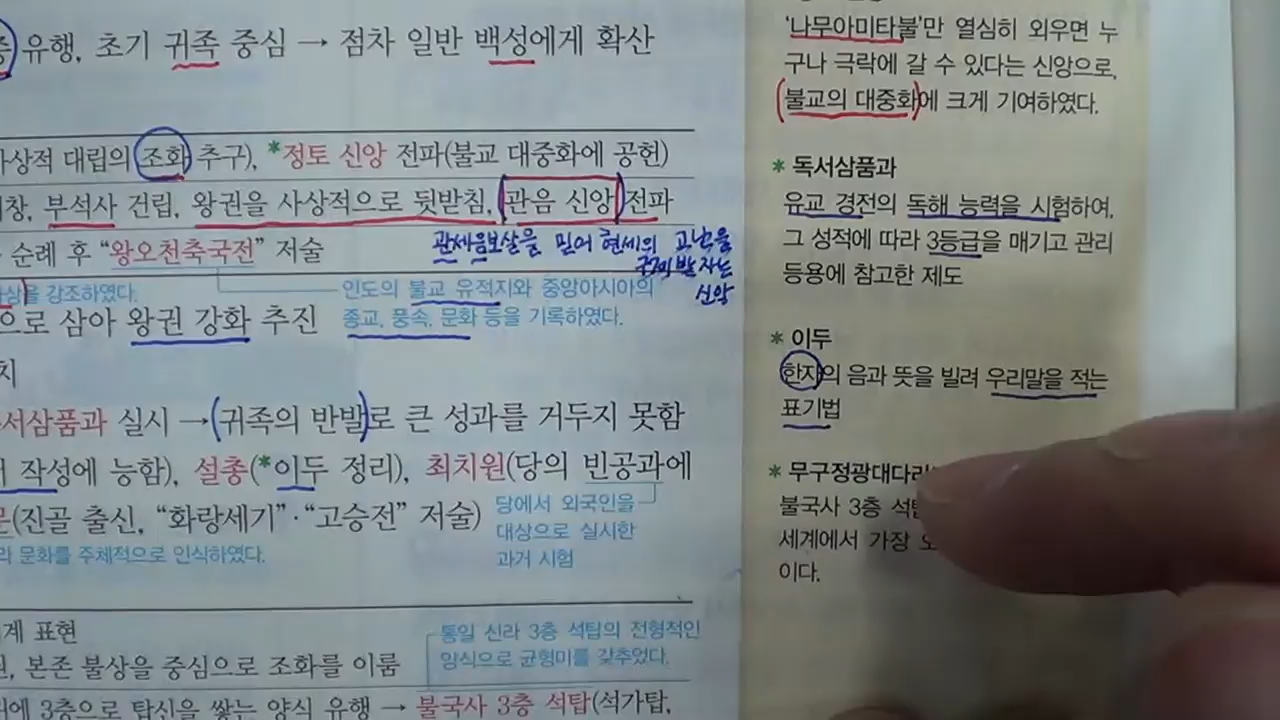 유행, 초기 귀족 중심 → 점차 일반 백성에게 확산
사상적 대립의 조화 추구), *정토 신앙 전파(불교 대중화에 공헌)
창, 부석사 건립, 왕권을 사상적으로 뒷받침, (관음 신앙) 전파
순례 후 “왕오천축국전” 저술
관세음보살을 믿어 현세의 고난을
신앙
을 강조하였다.
인도의 불교 유적지와 중앙아시아의
종교, 풍속, 문화 등을 기록하였다.
으로 삼아 왕권 강화 추진
치
서삼품과 실시 → (귀족의 반발)로 큰 성과를 거두지 못함
작성에 능함), 설총(*이두 정리), 최치원(당의 빈공과에
당에서 외국인을
대상으로 실시한
과거 시험
문(진골 출신, “화랑세기”·“고승전” 저술)
문화를 주체적으로 인식하였다.
계 표현
통일 신라 3층 석탑의 전형적인
양식으로 균형미를 갖추었다.
본존 불상을 중심으로 조화를 이룸
위에 3층으로 탑신을 쌓는 양식 유행 → 불국사 3층 석탑(석가탑,
‘나무아미타불’만 열심히 외우면 누
구나 극락에 갈 수 있다는 신앙으로,
(불교의 대중화)에 크게 기여하였다.
* 독서삼품과
유교 경전의 독해 능력을 시험하여,
그 성적에 따라 3등급을 매기고 관리
등용에 참고한 제도
* 이두
한자의 음과 뜻을 빌려 우리말을 적는
표기법
* 무구정광대다라
불국사 3층 석탑
세계에서 가장 오
이다.